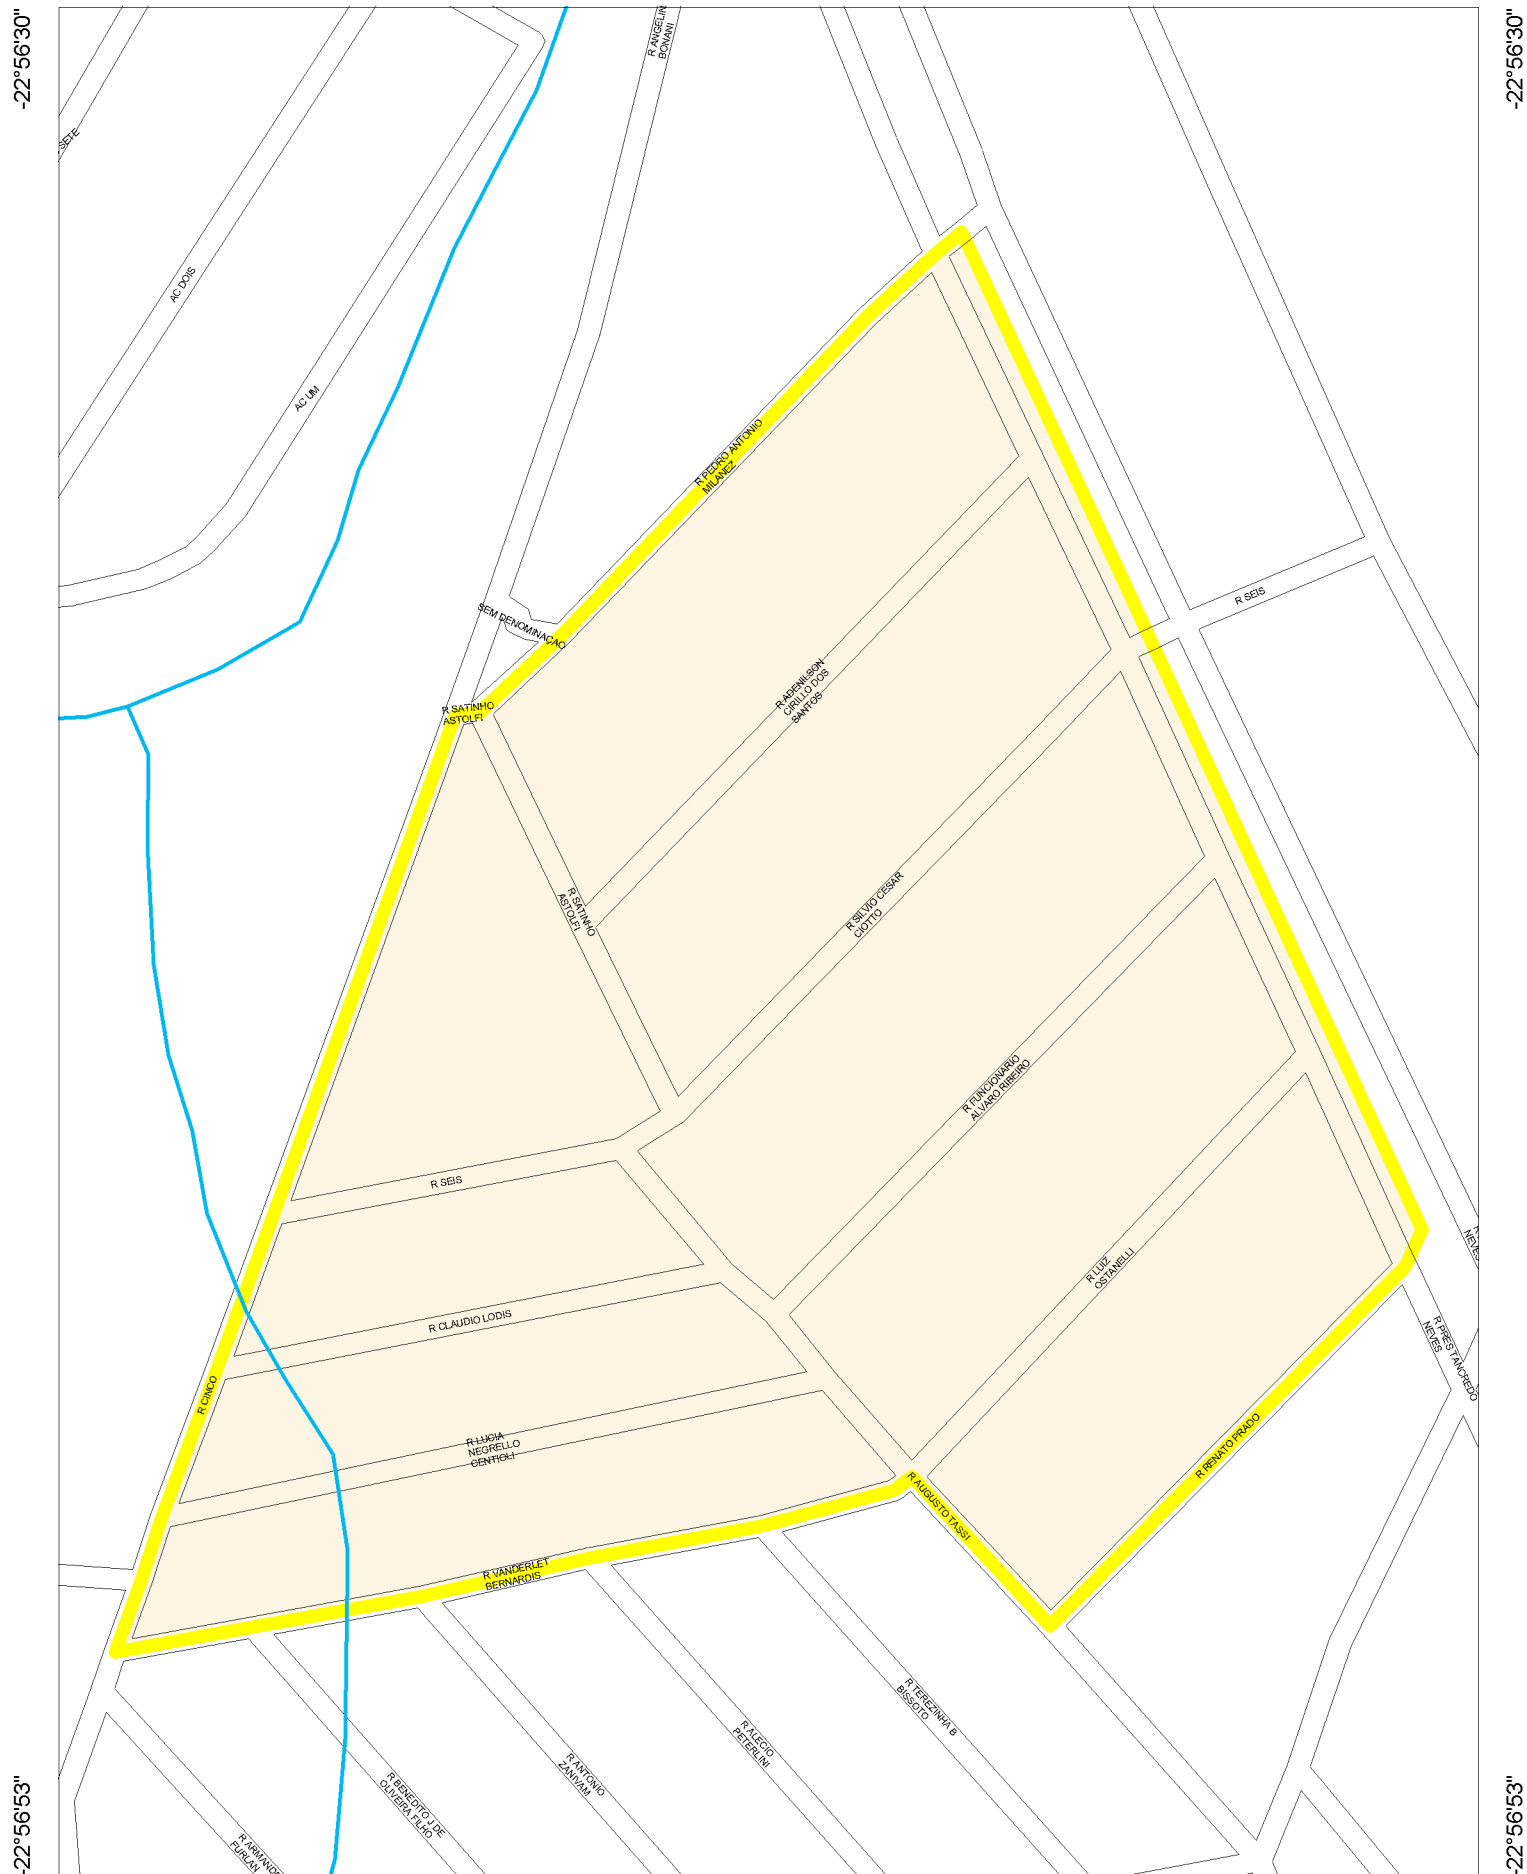 -22°56'30"
-22°56'30"
R ANGELIN
BONANI
SETE
AC DOIS
AC UM
R PEDRO ANTONIO
MILANEZ
R SEIS
SEM DENOMINAÇAO
R ADENILSON
CIRILLO DOS
SANTOS
R SATINHO
ASTOLFI
R SATINHO
ASTOLFI
R SILVIO CESAR
CIOTTO
R FUNCIONARIO
ALVARO RIBEIRO
R SEIS
R LUIZ
OSTANELLI
NEVES
R CLAUDIO LODIS
R PRES TANCREDO
NEVES
R CINCO
R LUCIA
NEGRELLO
CENTIOLI
R RENATO PRADO
R AUGUSTO TASSI
R VANDERLET
BERNARDIS
R TEREZINHA B
BISSOTO
R ALECIO
PETERLINI
R ANTONIO
ZANIVAM
R BENEDITO J DE
OLIVEIRA FILHO
R ARMANDO
FURLAN
-22°56'53"
-22°56'53"